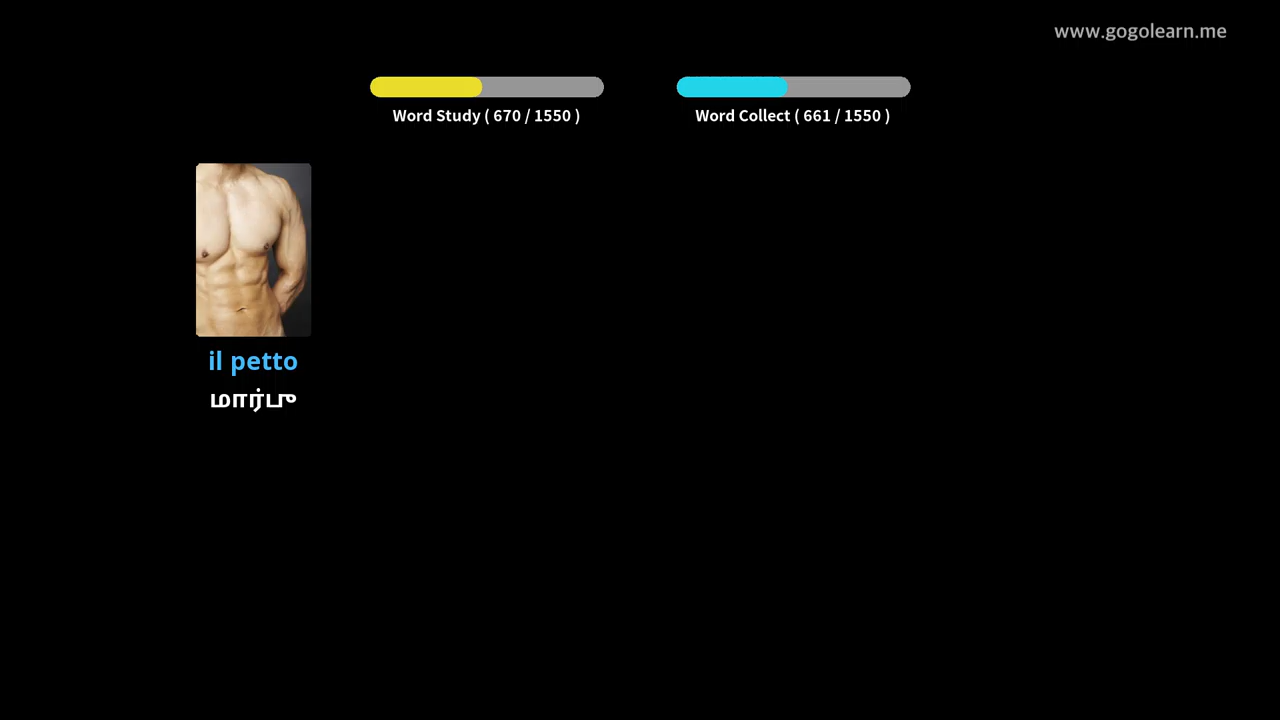 www.gogolearn.me
Word Study ( 670 / 1550 )
Word Collect ( 661 / 1550 )
il petto
மார்பு